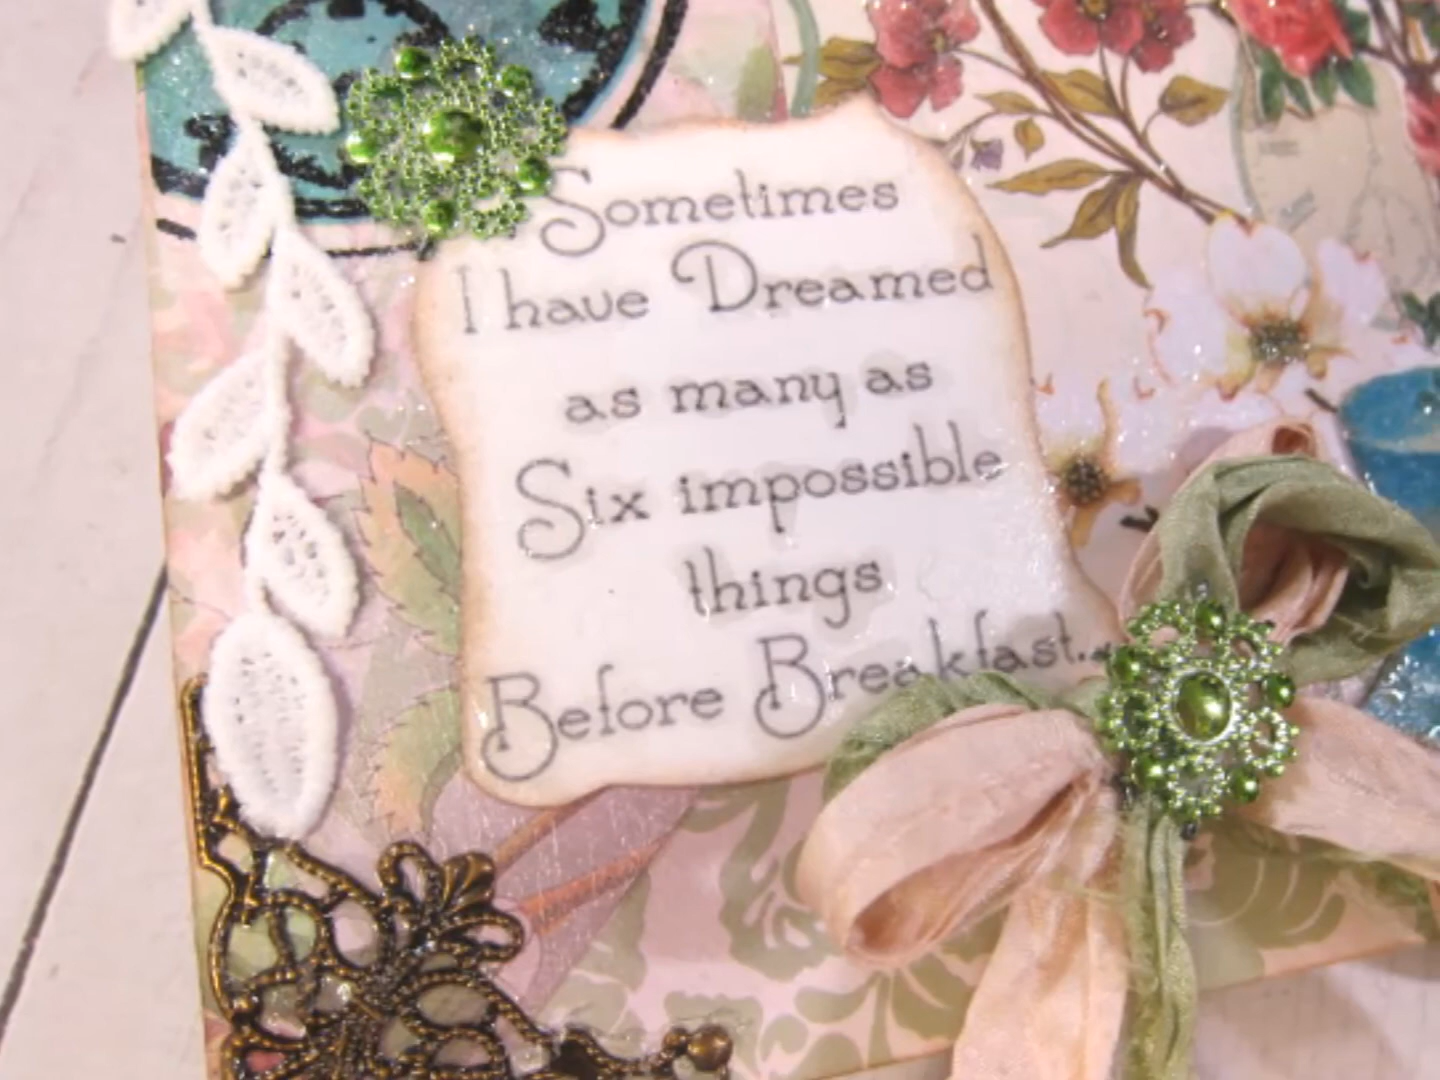 Sometimes
I have Dreamed
as many as
Six impossible
things
Before Breakfast...